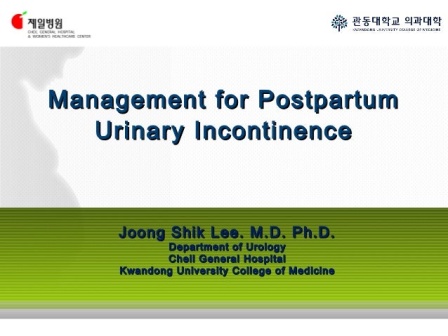 제일병원
CHEIL GENERAL HOSPITAL
& WOMEN'S HEALTHCARE CENTER
관동대학교 의과대학
KWANDONG UNIVERSITY COLLEGE OF MEDICINE
Management for Postpartum
Urinary Incontinence
Joong Shik Lee. M.D. Ph.D.
Department of Urology
Cheil General Hospital
Kwandong University College of Medicine